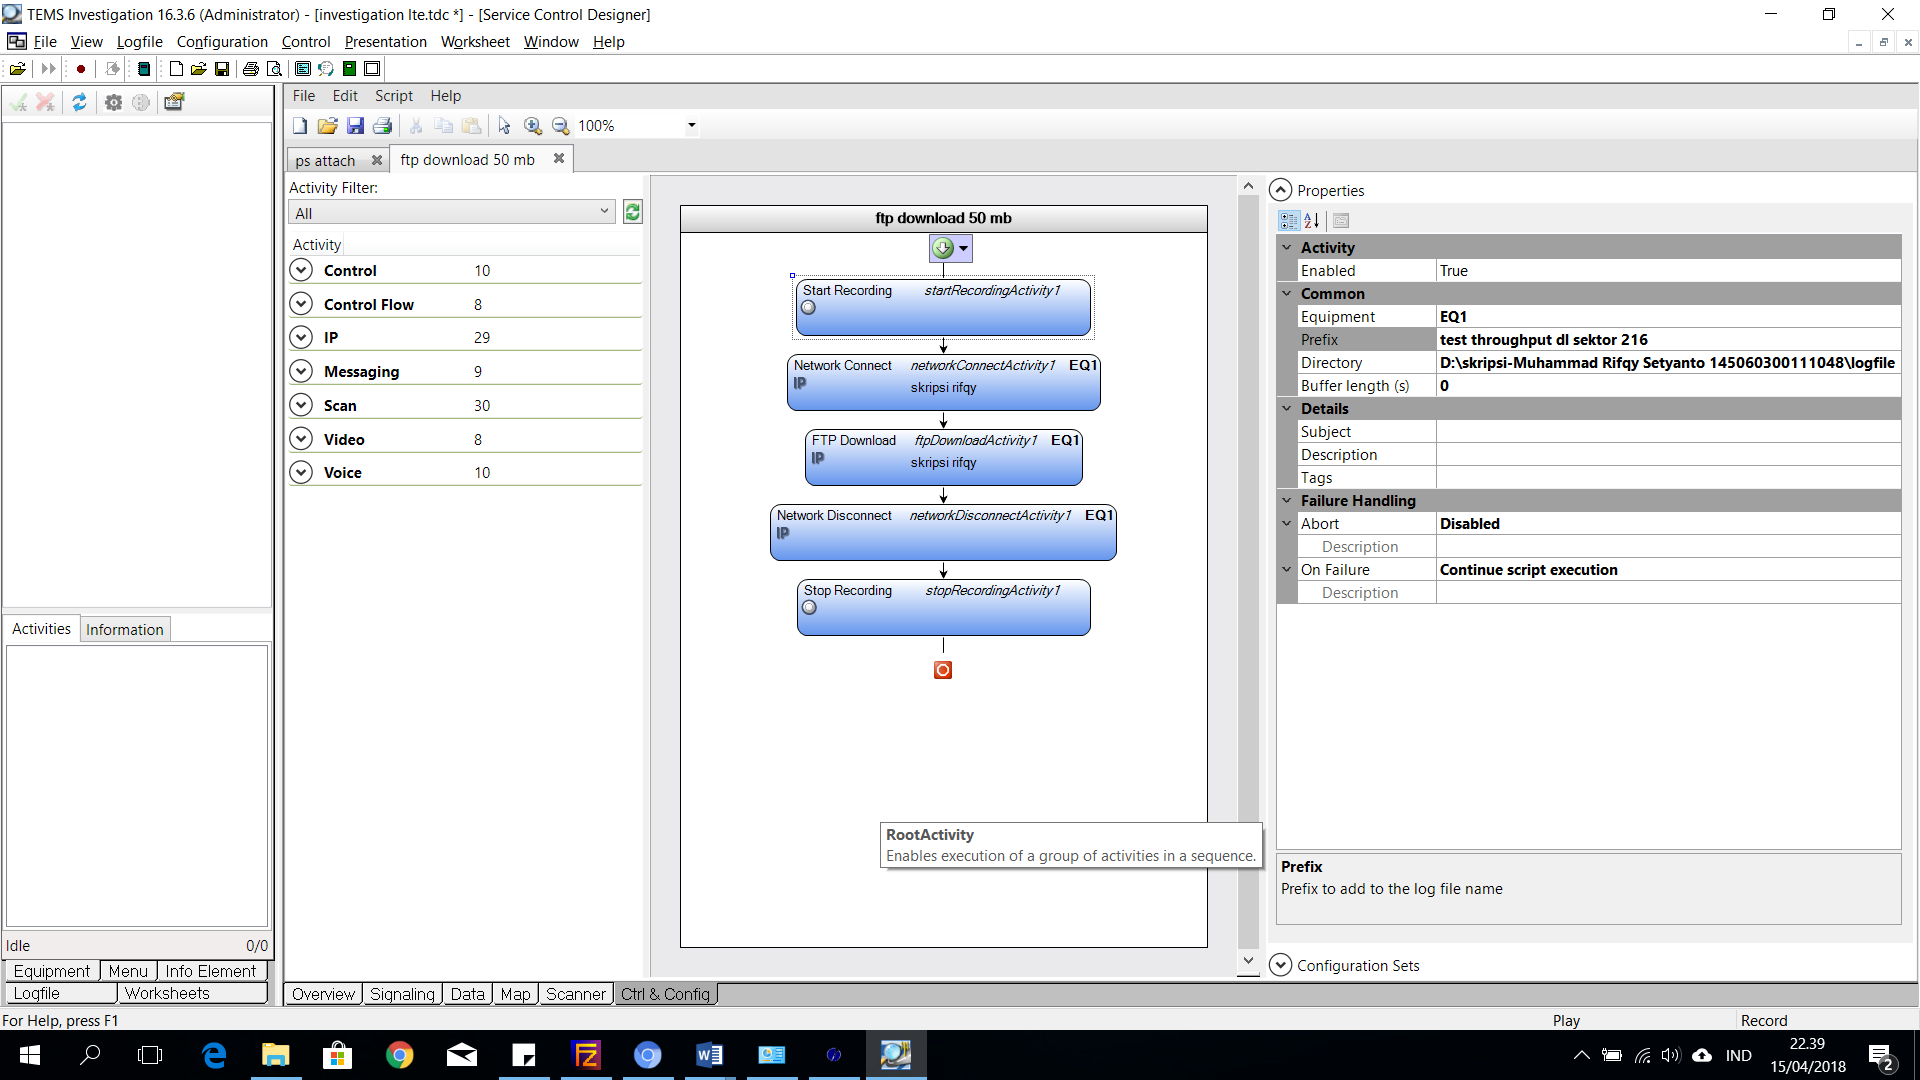 TEMS Investigation 16.3.6 (Administrator) - [investigation lte.tdc *] - [Service Control Designer]
File View Logfile Configuration Control Presentation Worksheet Window Help
File Edit Script Help
100%
ps attach
ftp download 50 mb
Activity Filter:
All
Activity
Control 10
Control Flow 8
IP 29
Messaging 9
Scan 30
Video 8
Voice 10
ftp download 50 mb
Start Recording startRecordingActivity1
Network Connect networkConnectActivity1 EQ1
IP skripsi rifqy
FTP Download ftpDownloadActivity1 EQ1
IP skripsi rifqy
Network Disconnect networkDisconnectActivity1 EQ1
IP
Stop Recording stopRecordingActivity1
RootActivity
Enables execution of a group of activities in a sequence.
Properties
Activity
Enabled True
Common
Equipment EQ1
Prefix test throughput dl sektor 216
Directory D:\skripsi-Muhammad Rifqy Setyanto 145060300111048\logfile
Buffer length (s) 0
Details
Subject
Description
Tags
Failure Handling
Abort Disabled
Description
On Failure Continue script execution
Description
Prefix
Prefix to add to the log file name
Configuration Sets
Activities Information
Idle 0/0
Equipment Menu Info Element
Logfile Worksheets
Overview Signaling Data Map Scanner Ctrl & Config
For Help, press F1
Play Record
IND
22.39
15/04/2018
2